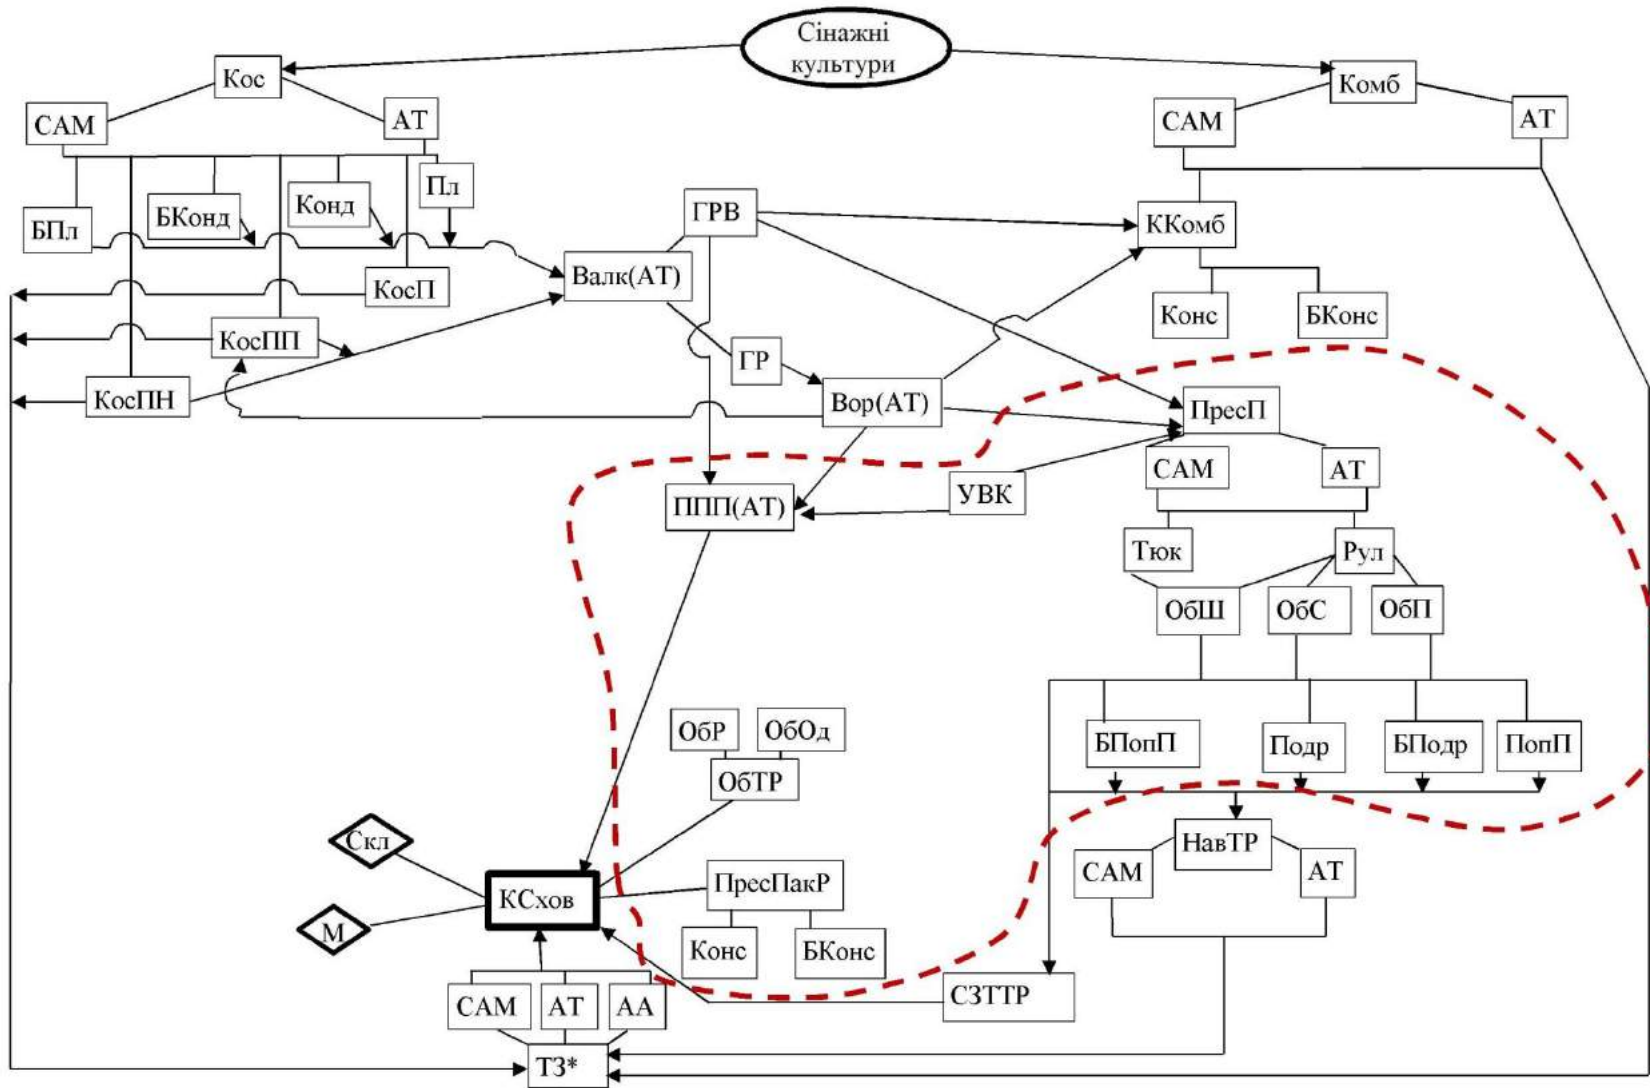 Сінажні
культури
Кос
Комб
САМ
АТ
САМ
АТ
БПл
БКонд
Конд
Пл
ГРВ
ККомб
Валк(АТ)
КосП
Конс
БКонс
КосПП
ГР
КосПН
Вор(АТ)
ПресП
САМ
АТ
УВК
ППП(АТ)
Тюк
Рул
ОбШ
ОбС
ОбП
ОбР
ОбОд
БПопП
Подр
БПодр
ПопП
ОбТР
Скл
НавТР
САМ
АТ
КСхов
ПресПакР
М
Конс
БКонс
САМ
АТ
АА
СЗТТР
ТЗ*